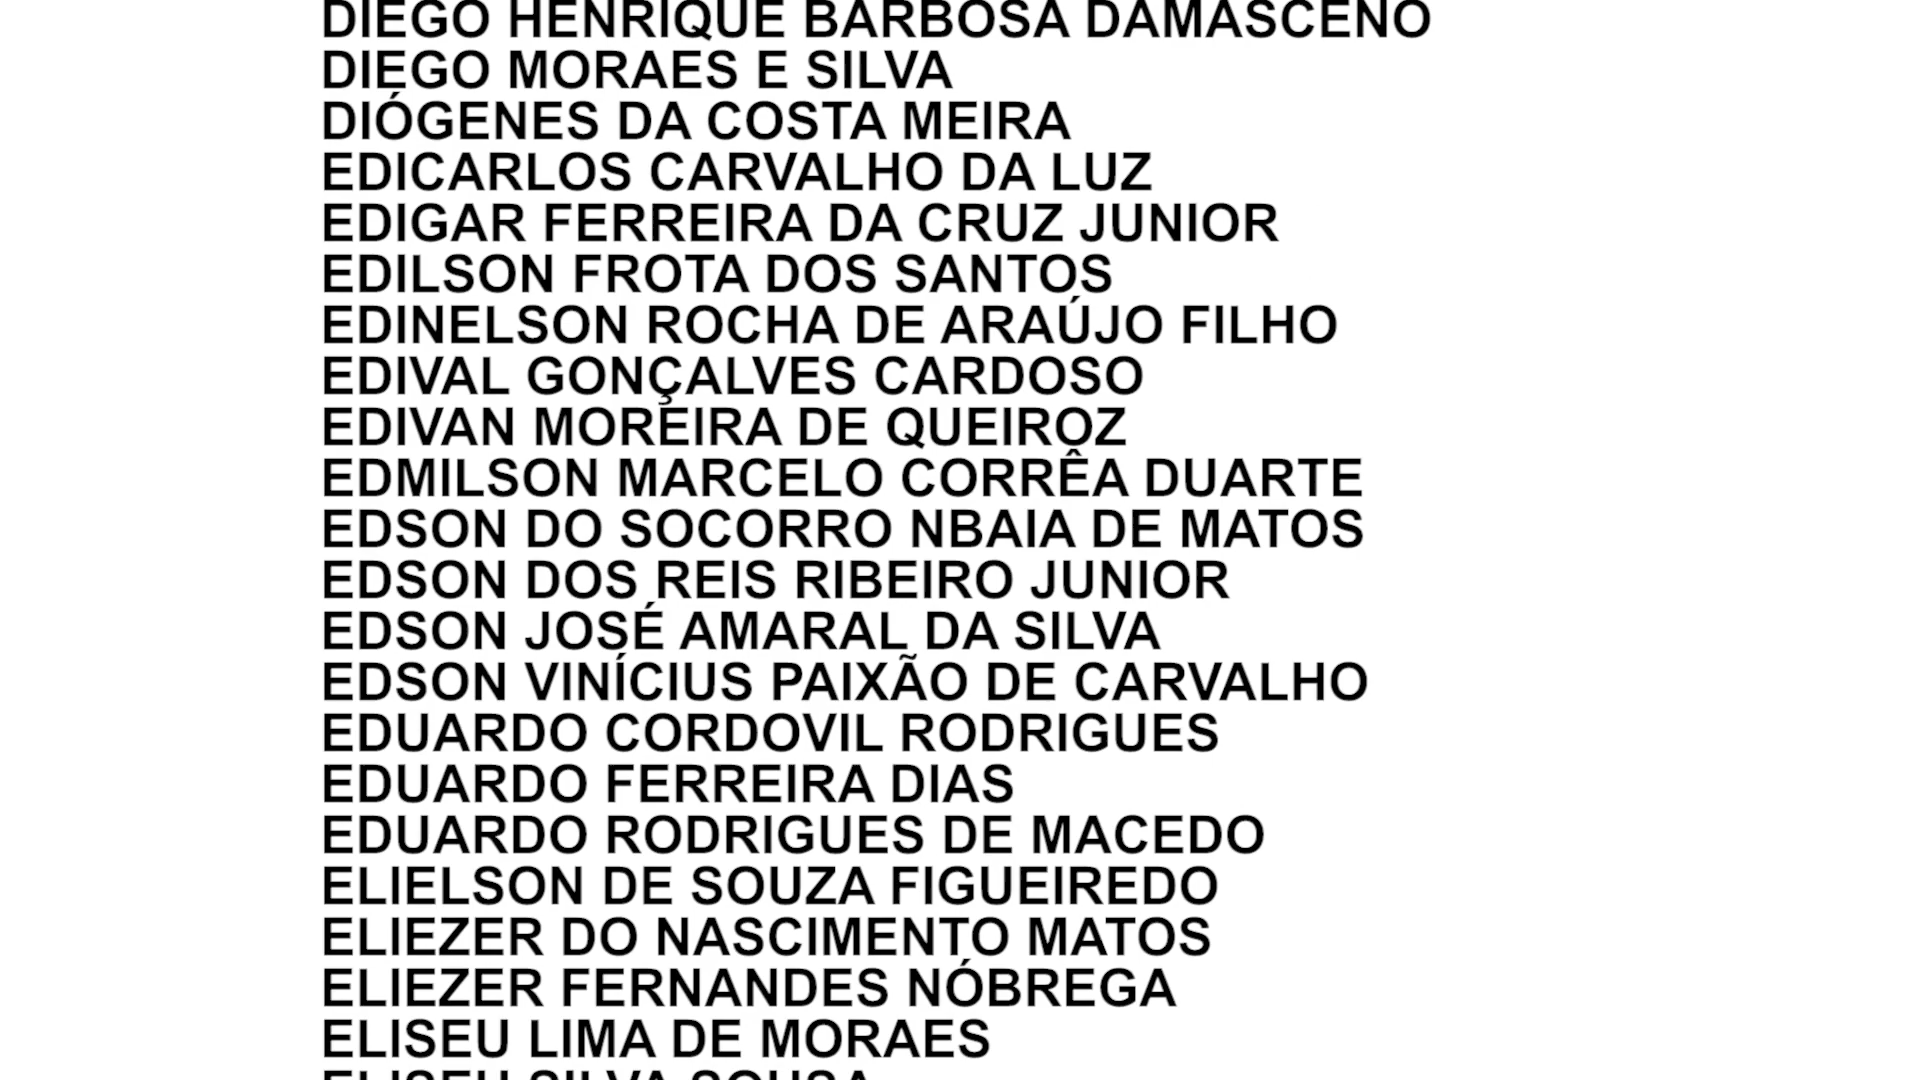 DIEGO HENRIQUE BARBOSA DAMASCENO
DIEGO MORAES E SILVA
DIÓGENES DA COSTA MEIRA
EDICARLOS CARVALHO DA LUZ
EDIGAR FERREIRA DA CRUZ JUNIOR
EDILSON FROTA DOS SANTOS
EDINELSON ROCHA DE ARAÚJO FILHO
EDIVAL GONÇALVES CARDOSO
EDIVAN MOREIRA DE QUEIROZ
EDMILSON MARCELO CORRÊA DUARTE
EDSON DO SOCORRO NBAIA DE MATOS
EDSON DOS REIS RIBEIRO JUNIOR
EDSON JOSÉ AMARAL DA SILVA
EDSON VINÍCIUS PAIXÃO DE CARVALHO
EDUARDO CORDOVIL RODRIGUES
EDUARDO FERREIRA DIAS
EDUARDO RODRIGUES DE MACEDO
ELIELSON DE SOUZA FIGUEIREDO
ELIEZER DO NASCIMENTO MATOS
ELIEZER FERNANDES NÓBREGA
ELISEU LIMA DE MORAES
ELISEU SILVA SOUSA